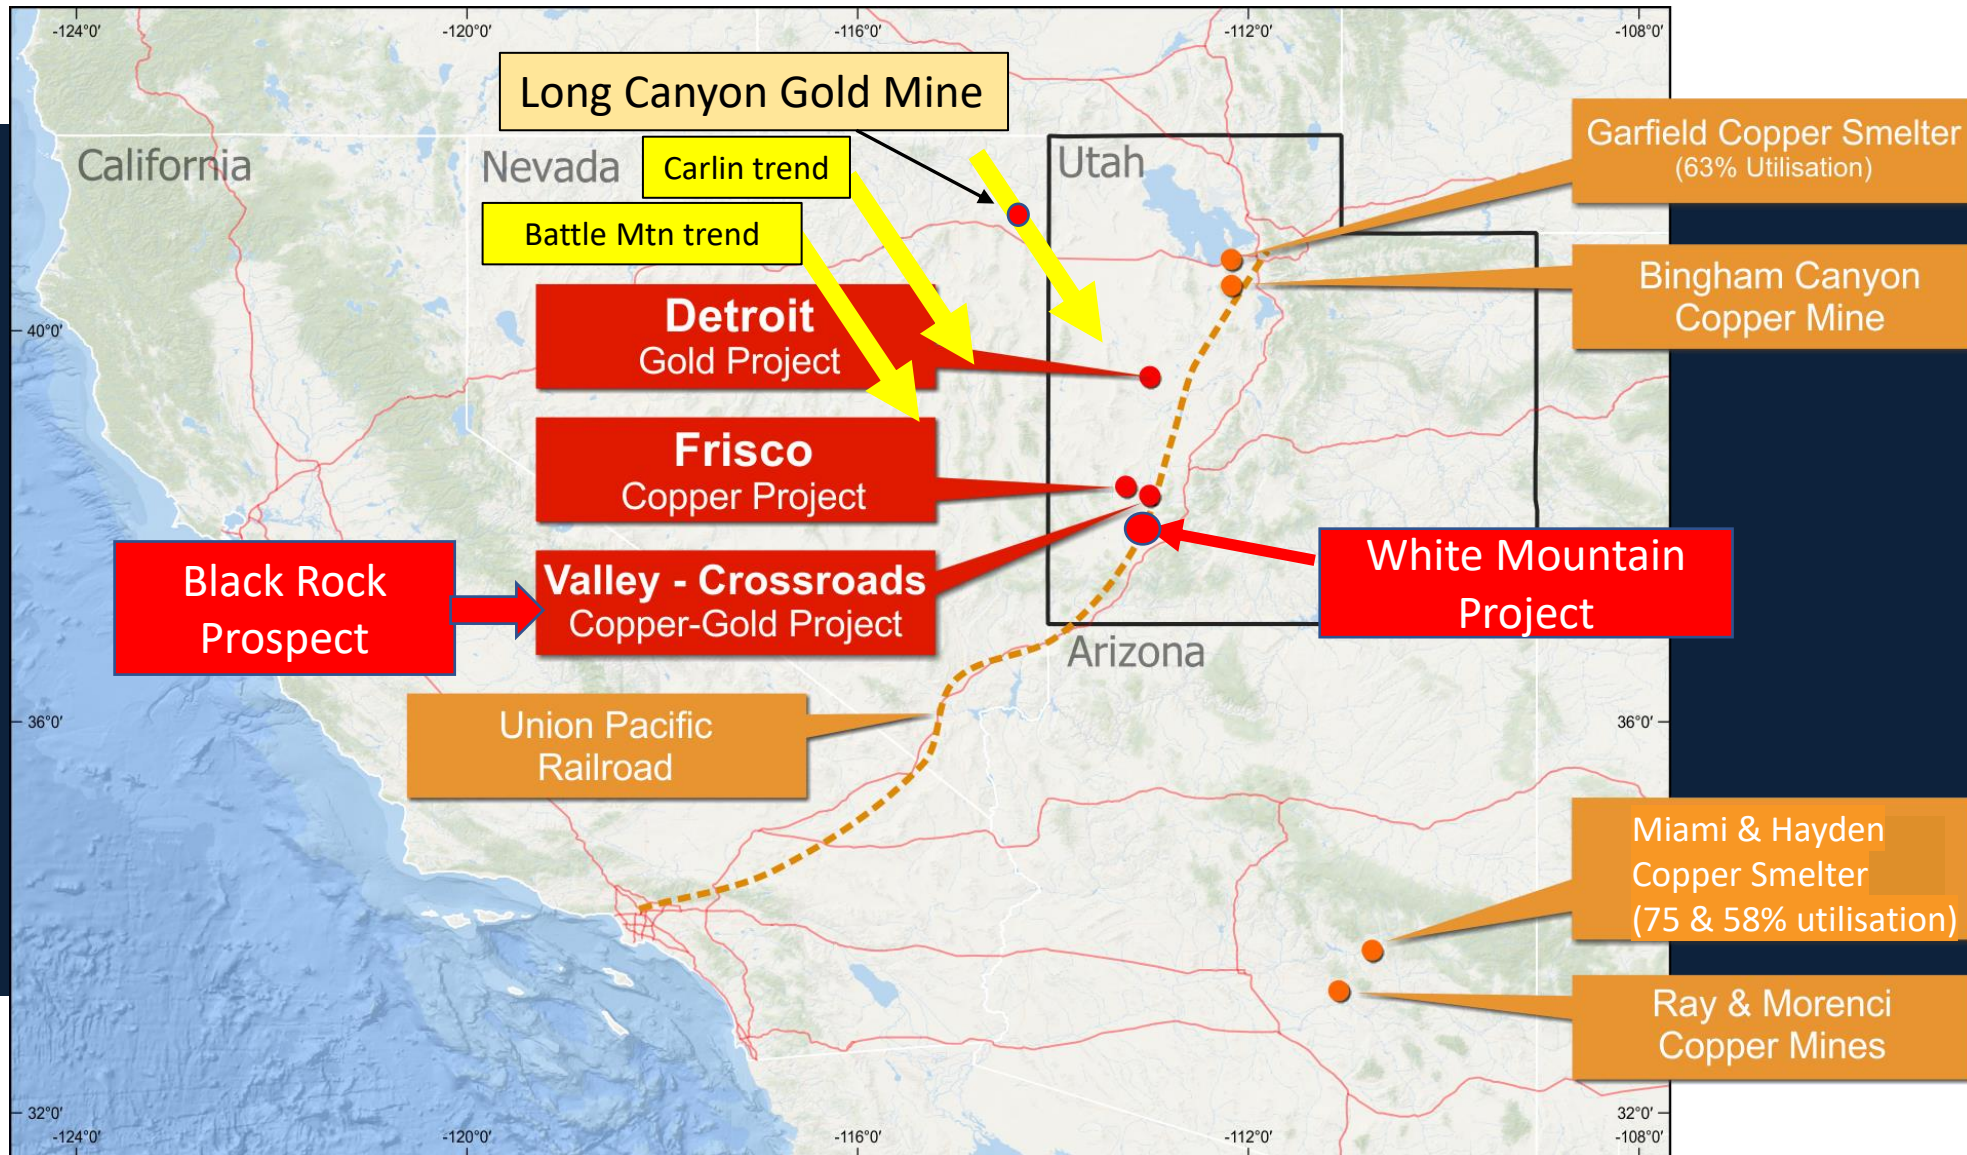 -124°0'
-120°0'
-116°0'
-112°0'
-108°0'
Long Canyon Gold Mine
California
Nevada
Carlin trend
Utah
Battle Mtn trend
Garfield Copper Smelter
(63% Utilisation)
Bingham Canyon
Copper Mine
40°0'
Detroit
Gold Project
Frisco
Copper Project
Valley - Crossroads
Copper-Gold Project
Black Rock
Prospect
White Mountain
Project
Arizona
Union Pacific
Railroad
36°0'
36°0'
Miami & Hayden
Copper Smelter
(75 & 58% utilisation)
Ray & Morenci
Copper Mines
32°0'
32°0'
-124°0'
-120°0'
-116°0'
-112°0'
-108°0'